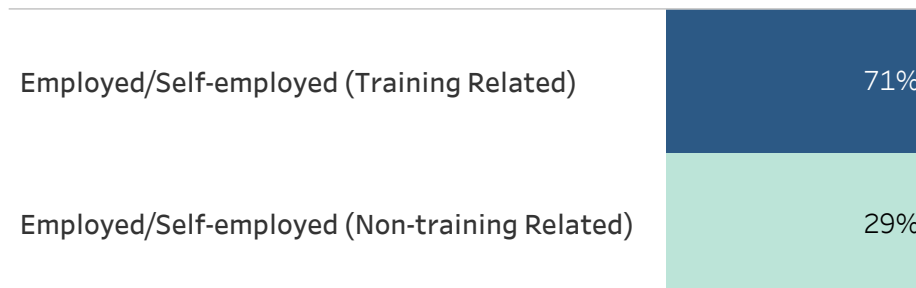 Employed/Self-employed (Training Related) 71%
Employed/Self-employed (Non-training Related) 29%